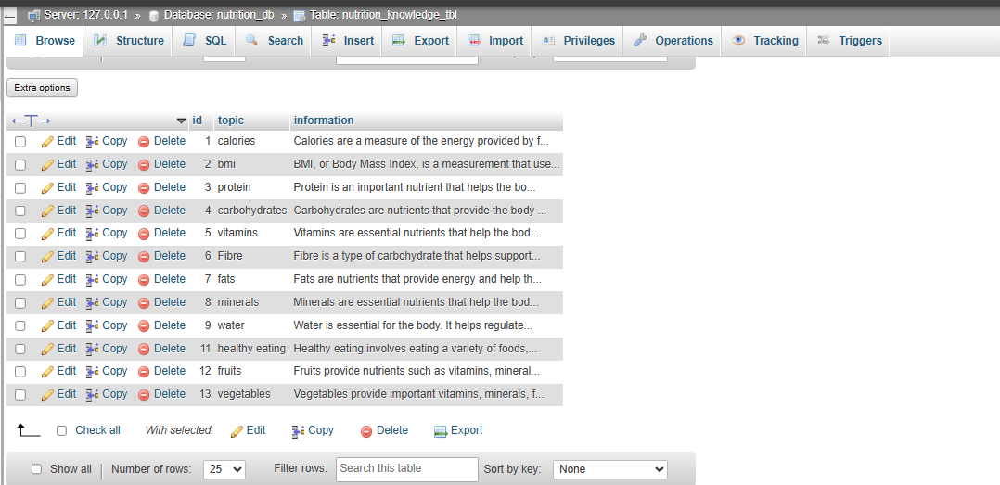 ← Server: 127.0.0.1 » Database: nutrition_db » Table: nutrition_knowledge_tbl
Browse Structure SQL Search Insert Export Import Privileges Operations Tracking Triggers
Extra options
←T→ id topic information
Edit Copy Delete 1 calories Calories are a measure of the energy provided by f...
Edit Copy Delete 2 bmi BMI, or Body Mass Index, is a measurement that use...
Edit Copy Delete 3 protein Protein is an important nutrient that helps the bo...
Edit Copy Delete 4 carbohydrates Carbohydrates are nutrients that provide the body ...
Edit Copy Delete 5 vitamins Vitamins are essential nutrients that help the bod...
Edit Copy Delete 6 Fibre Fibre is a type of carbohydrate that helps support...
Edit Copy Delete 7 fats Fats are nutrients that provide energy and help th...
Edit Copy Delete 8 minerals Minerals are essential nutrients that help the bod...
Edit Copy Delete 9 water Water is essential for the body. It helps regulate...
Edit Copy Delete 11 healthy eating Healthy eating involves eating a variety of foods,...
Edit Copy Delete 12 fruits Fruits provide nutrients such as vitamins, mineral...
Edit Copy Delete 13 vegetables Vegetables provide important vitamins, minerals, f...
Check all With selected: Edit Copy Delete Export
Show all Number of rows: 25 Filter rows: Search this table Sort by key: None